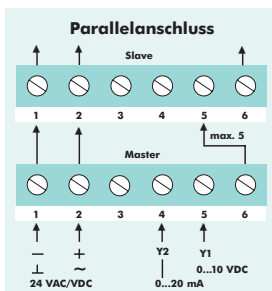 Parallelanschluss
Slave
1 2 3 4 5 6
max. 5
Master
1 2 3 4 5 6
− + Y2 Y1
⊥ ~ 0...10 VDC
24 VAC/VDC 0...20 mA